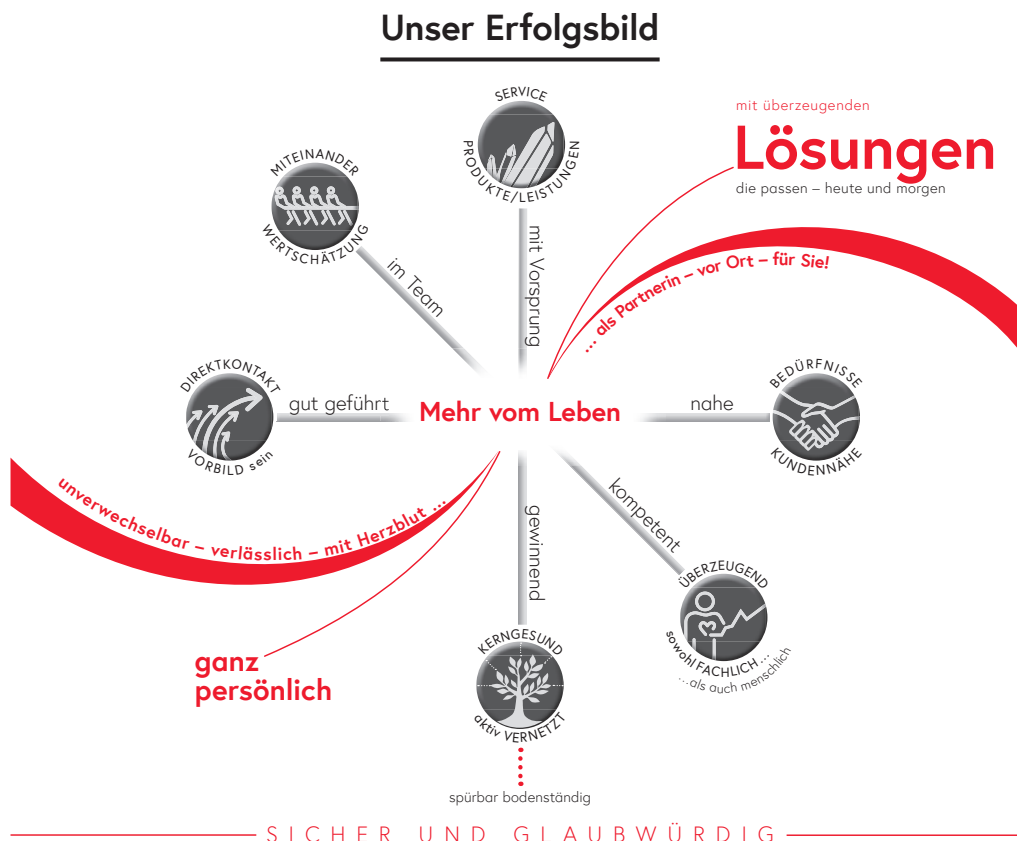 Unser Erfolgsbild
SERVICE
PRODUKTE/LEISTUNGEN
mit Vorsprung
mit überzeugenden
Lösungen
die passen – heute und morgen
MITEINANDER
WERTSCHÄTZUNG
im Team
... als Partnerin – vor Ort – für Sie!
DIREKTKONTAKT
VORBILD sein
gut geführt
Mehr vom Leben
nahe
BEDÜRFNISSE
KUNDENNÄHE
unverwechselbar – verlässlich – mit Herzblut ...
gewinnend
kompetent
ÜBERZEUGEND
sowohl FACHLICH ...
...als auch menschlich
ganz
persönlich
KERNGESUND
aktiv VERNETZT
spürbar bodenständig
SICHER UND GLAUBWÜRDIG